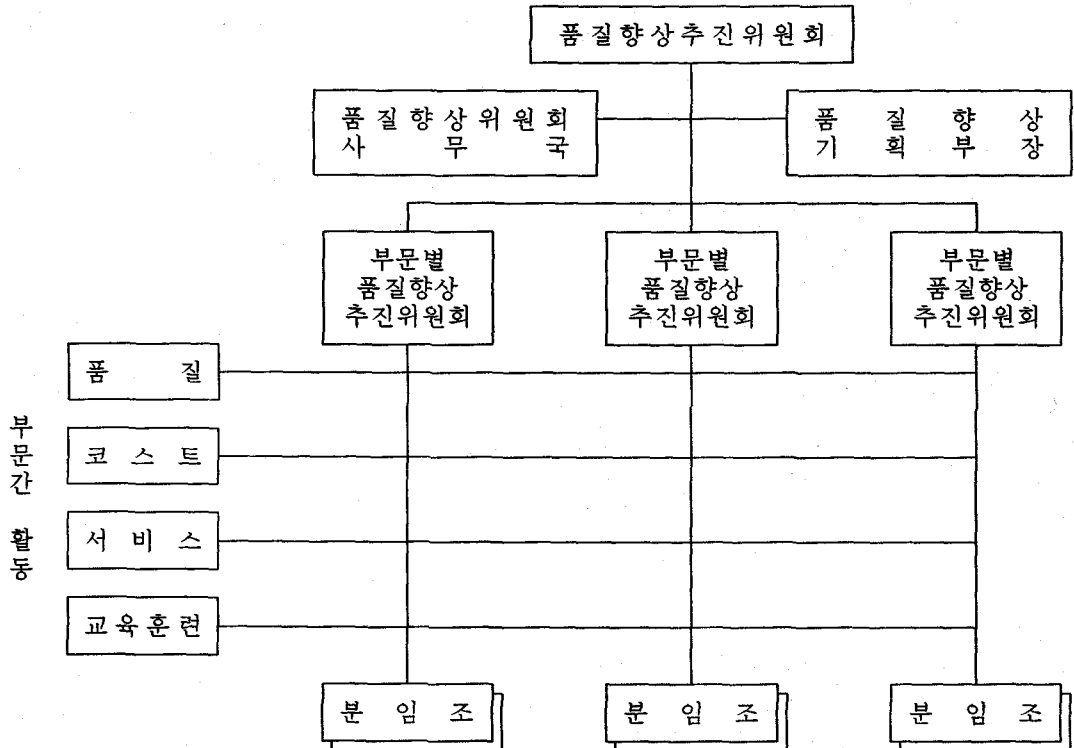 품질향상추진위원회
품질향상위원회
사무국
품질향상
기획부장
부문별
품질향상
추진위원회
부문별
품질향상
추진위원회
부문별
품질향상
추진위원회
부문간 활동
품질
코스트
서비스
교육훈련
분임조
분임조
분임조